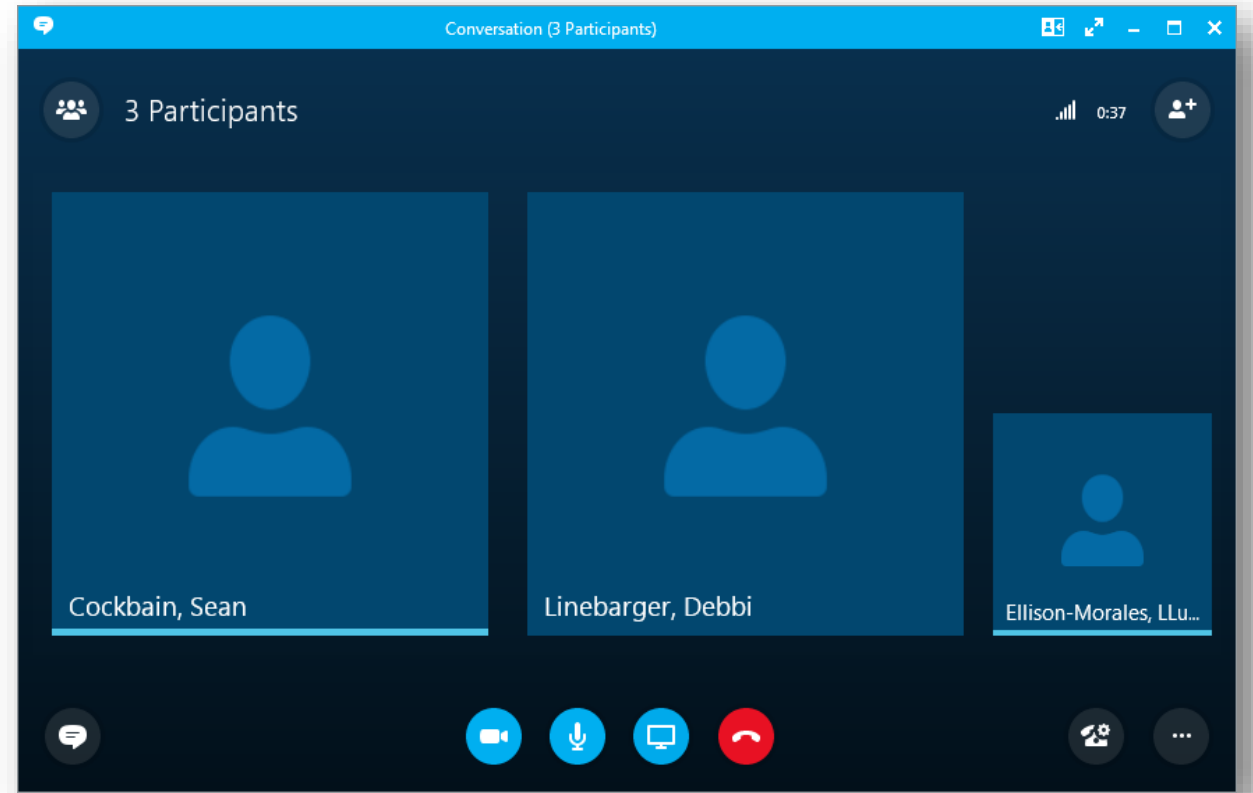 Conversation (3 Participants)
3 Participants
0:37
Cockbain, Sean
Linebarger, Debbi
Ellison-Morales, LLu...